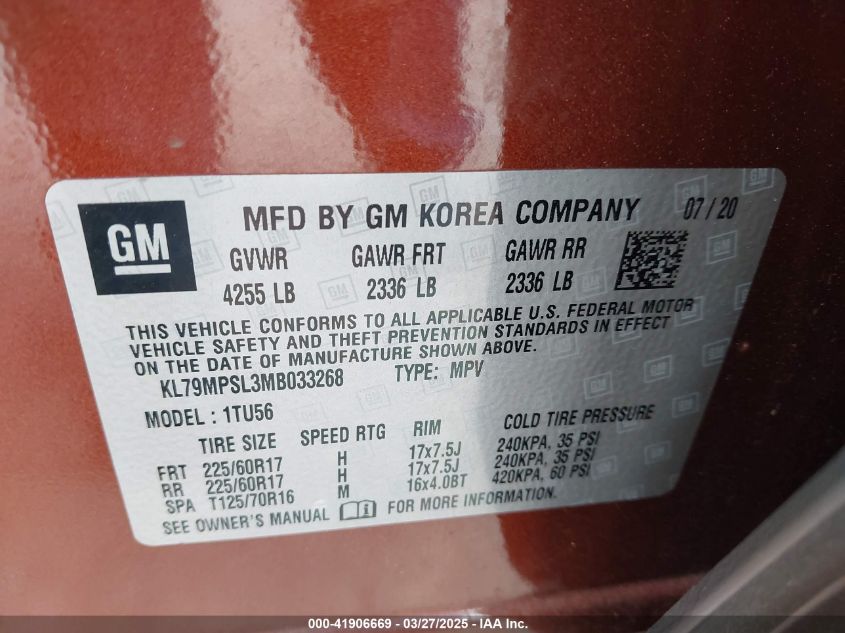 GM
MFD BY GM KOREA COMPANY 07/20
GVWR GAWR FRT GAWR RR
4255 LB 2336 LB 2336 LB
THIS VEHICLE CONFORMS TO ALL APPLICABLE U.S. FEDERAL MOTOR
VEHICLE SAFETY AND THEFT PREVENTION STANDARDS IN EFFECT
ON THE DATE OF MANUFACTURE SHOWN ABOVE.
KL79MPSL3MB033268 TYPE: MPV
MODEL: 1TU56
TIRE SIZE SPEED RTG RIM COLD TIRE PRESSURE
FRT 225/60R17 H 17x7.5J 240KPA, 35 PSI
RR 225/60R17 H 17x7.5J 240KPA, 35 PSI
SPA T125/70R16 M 16x4.0BT 420KPA, 60 PSI
SEE OWNER'S MANUAL i FOR MORE INFORMATION.
000-41906669 - 03/27/2025 - IAA Inc.